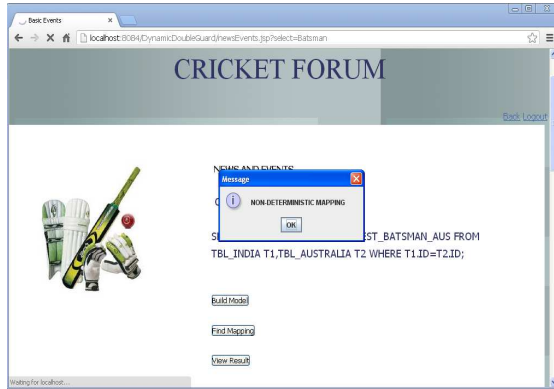 Basic Events
localhost:8084/DynamicDoubleGuard/newsEvents.jsp?select=Batsman
CRICKET FORUM
Back Logout
NEWS AND EVENTS
Message
NON-DETERMINISTIC MAPPING
OK
EST_BATSMAN_AUS FROM
TBL_INDIA T1,TBL_AUSTRALIA T2 WHERE T1.ID=T2.ID;
Build Model
Find Mapping
View Result
Waiting for localhost...